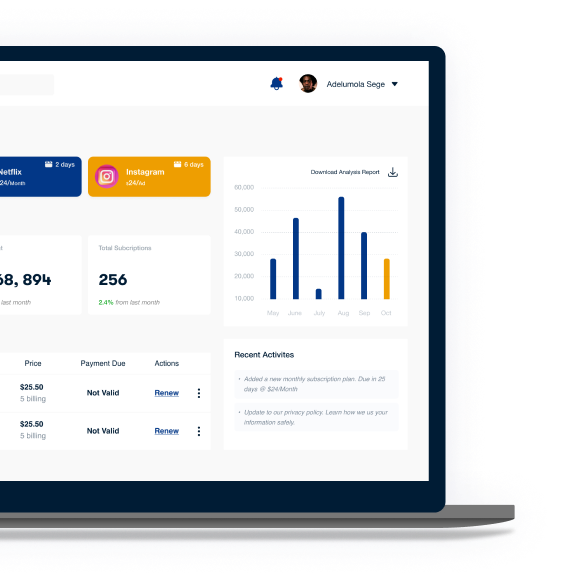 Adelumola Sege
2 days
Netflix
$24/Month
6 days
Instagram
$24/Ad
Download Analysis Report
60,000
50,000
40,000
30,000
20,000
10,000
May June July Aug Sep Oct
68, 894
last month
Total Subcriptions
256
2.4% from last month
Price Payment Due Actions
$25.50
5 billing
Not Valid
Renew
$25.50
5 billing
Not Valid
Renew
Recent Activites
• Added a new monthly subscription plan. Due in 25
days @ $24/Month
• Update to our privacy policy. Learn how we us your
information safely.